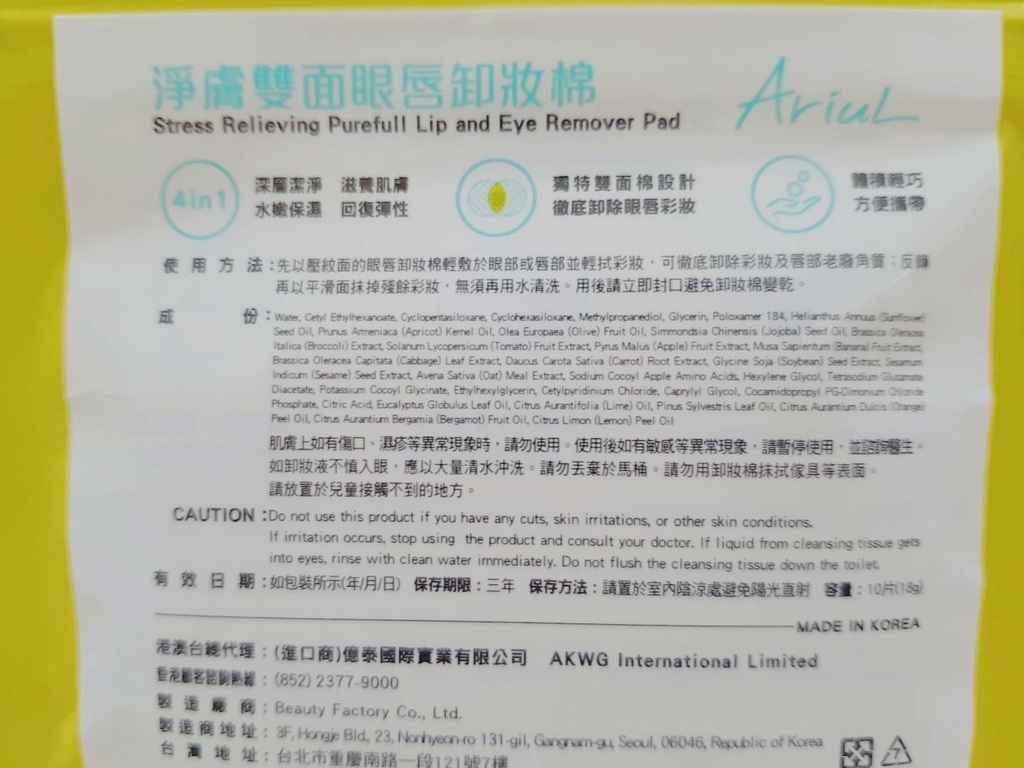 淨膚雙面眼唇卸妝棉
Ariul
Stress Relieving Purefull Lip and Eye Remover Pad
4in1
深層潔淨 滋養肌膚
水嫩保濕 回復彈性
獨特雙面棉設計
徹底卸除眼唇彩妝
體積輕巧
方便攜帶
使用方法：先以壓紋面的眼唇卸妝棉輕敷於眼部或唇部並輕拭彩妝，可徹底卸除彩妝及唇部老廢角質；反轉
再以平滑面抹掉殘餘彩妝，無須再用水清洗。用後請立即封口避免卸妝棉變乾。
成份：Water, Cetyl Ethylhexanoate, Cyclopentasiloxane, Cyclohexasiloxane, Methylpropanediol, Glycerin, Poloxamer 184, Helianthus Annuus (Sunflower)
Seed Oil, Prunus Armeniaca (Apricot) Kernel Oil, Olea Europaea (Olive) Fruit Oil, Simmondsia Chinensis (Jojoba) Seed Oil, Brassica Oleracea
Italica (Broccoli) Extract, Solanum Lycopersicum (Tomato) Fruit Extract, Pyrus Malus (Apple) Fruit Extract, Musa Sapientum (Banana) Fruit Extract,
Brassica Oleracea Capitata (Cabbage) Leaf Extract, Daucus Carota Sativa (Carrot) Root Extract, Glycine Soja (Soybean) Seed Extract, Sesamum
Indicum (Sesame) Seed Extract, Avena Sativa (Oat) Meal Extract, Sodium Cocoyl Apple Amino Acids, Hexylene Glycol, Tetrasodium Glutamate
Diacetate, Potassium Cocoyl Glycinate, Ethylhexylglycerin, Cetylpyridinium Chloride, Caprylyl Glycol, Cocamidopropyl PG-Dimonium Chloride
Phosphate, Citric Acid, Eucalyptus Globulus Leaf Oil, Citrus Aurantifolia (Lime) Oil, Pinus Sylvestris Leaf Oil, Citrus Aurantium Dulcis (Orange)
Peel Oil, Citrus Aurantium Bergamia (Bergamot) Fruit Oil, Citrus Limon (Lemon) Peel Oil
肌膚上如有傷口、濕疹等異常現象時，請勿使用。使用後如有敏感等異常現象，請暫停使用，並諮詢醫生。
如卸妝液不慎入眼，應以大量清水沖洗。請勿丟棄於馬桶。請勿用卸妝棉抹拭傢具等表面。
請放置於兒童接觸不到的地方。
CAUTION：Do not use this product if you have any cuts, skin irritations, or other skin conditions.
If irritation occurs, stop using the product and consult your doctor. If liquid from cleansing tissue gets
into eyes, rinse with clean water immediately. Do not flush the cleansing tissue down the toilet.
有效日期：如包裝所示(年/月/日) 保存期限：三年 保存方法：請置於室內陰涼處避免陽光直射 容量：10片(18g)
MADE IN KOREA
港澳台總代理：(進口商)億泰國際實業有限公司 AKWG International Limited
香港顧客諮詢熱線：(852) 2377-9000
製造廠商：Beauty Factory Co., Ltd.
製造商地址：3F, Hongje Bld., 23, Nonhyeon-ro 131-gil, Gangnam-gu, Seoul, 06046, Republic of Korea
台灣地址：台北市重慶南路一段121號7樓
7